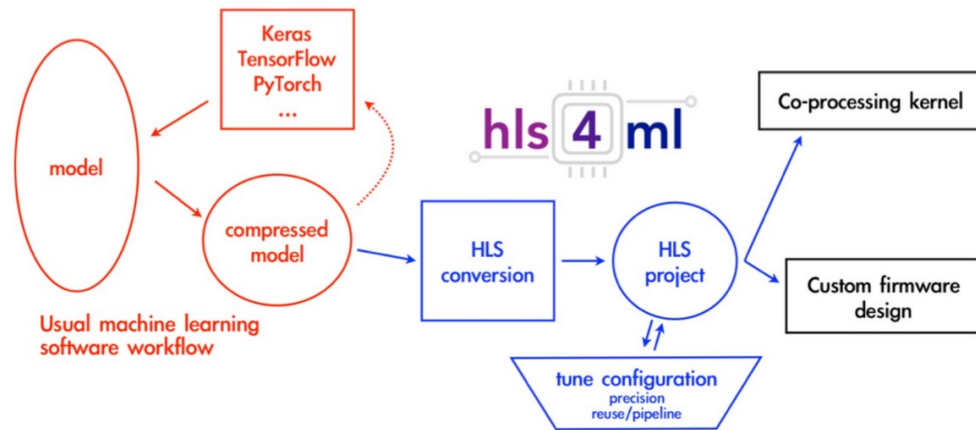 Keras
TensorFlow
PyTorch
...
model
compressed
model
Usual machine learning
software workflow
hls 4 ml
HLS
conversion
HLS
project
tune configuration
precision
reuse/pipeline
Co-processing kernel
Custom firmware
design